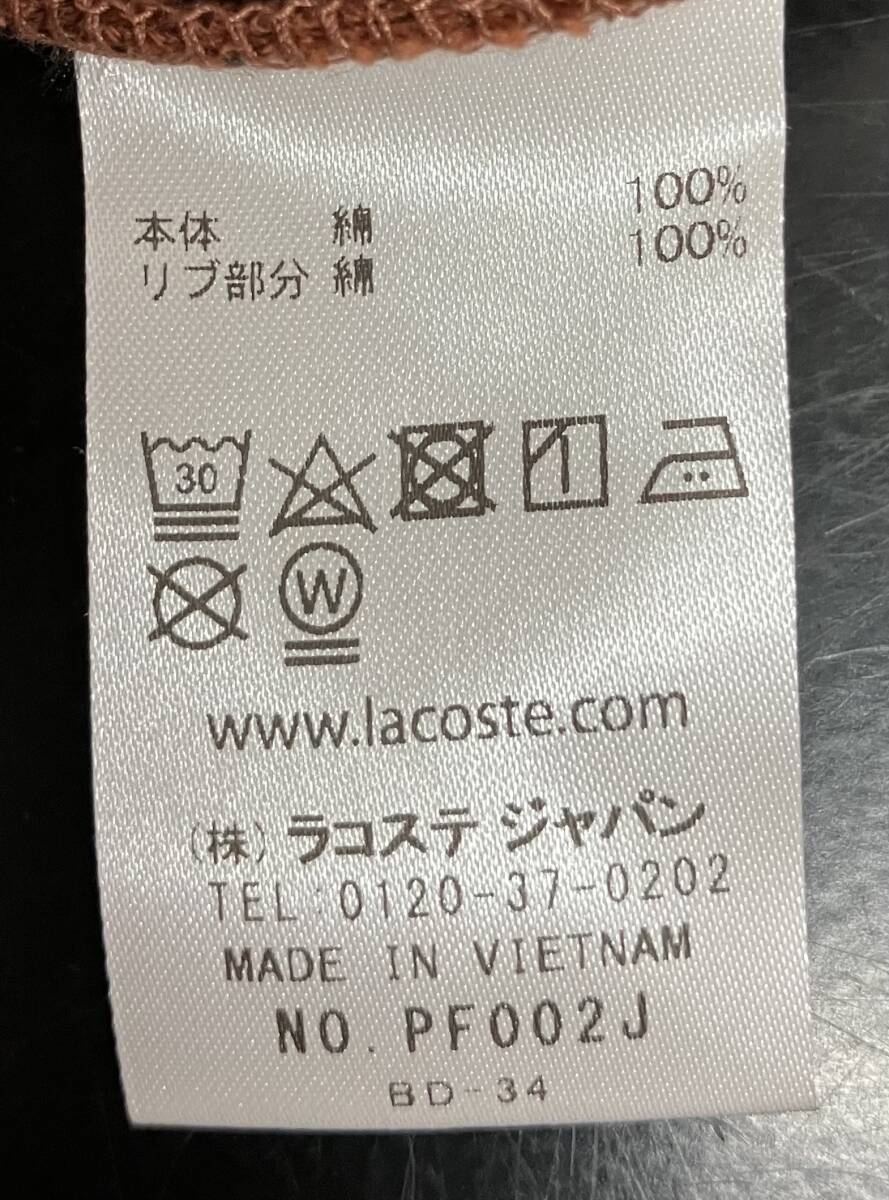 本体 綿 100%
リブ部分 綿 100%
30
W
www.lacoste.com
(株) ラコステ ジャパン
TEL:0120-37-0202
MADE IN VIETNAM
NO. PF002J
BD-34